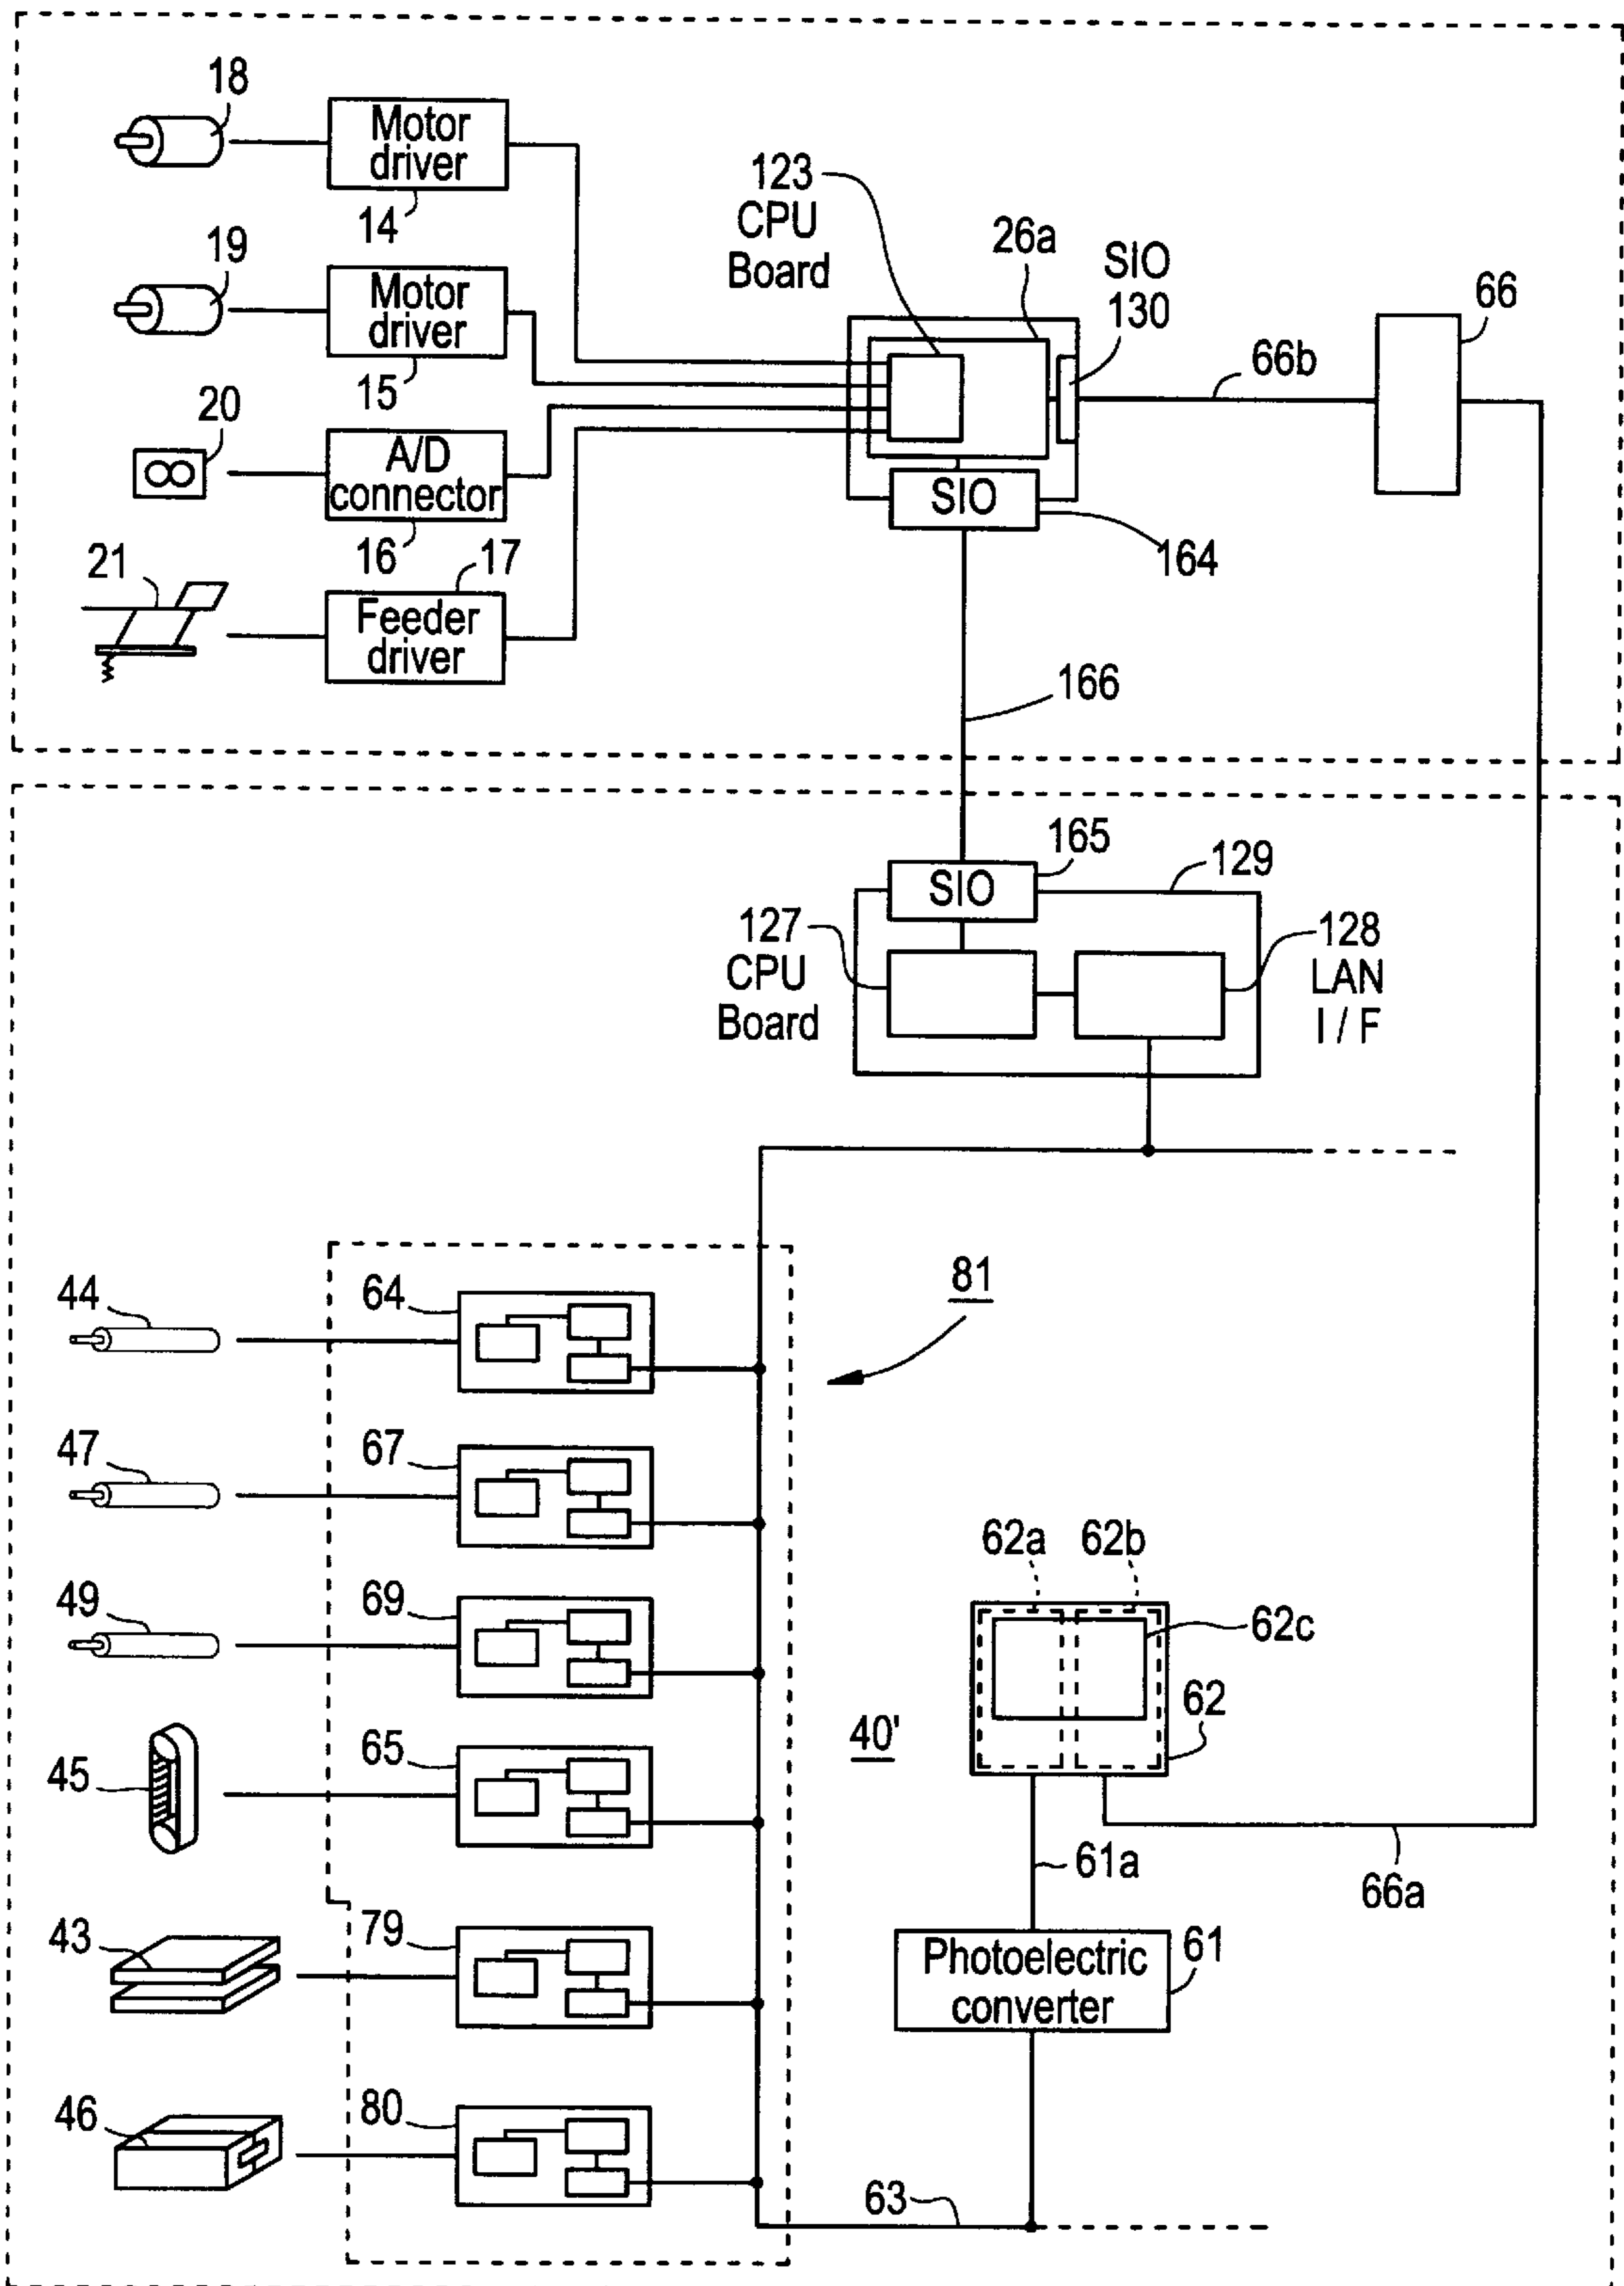 18
Motor
driver
14
123
CPU
Board
26a
SIO
130
66
19
Motor
driver
15
66b
20
A/D
connector
16
SIO
164
21
17
Feeder
driver
166
165
SIO
129
127
CPU
Board
128
LAN
I / F
81
44
64
47
67
49
69
62a
62b
62c
62
45
65
40'
61a
66a
43
79
Photoelectric
converter
61
46
80
63